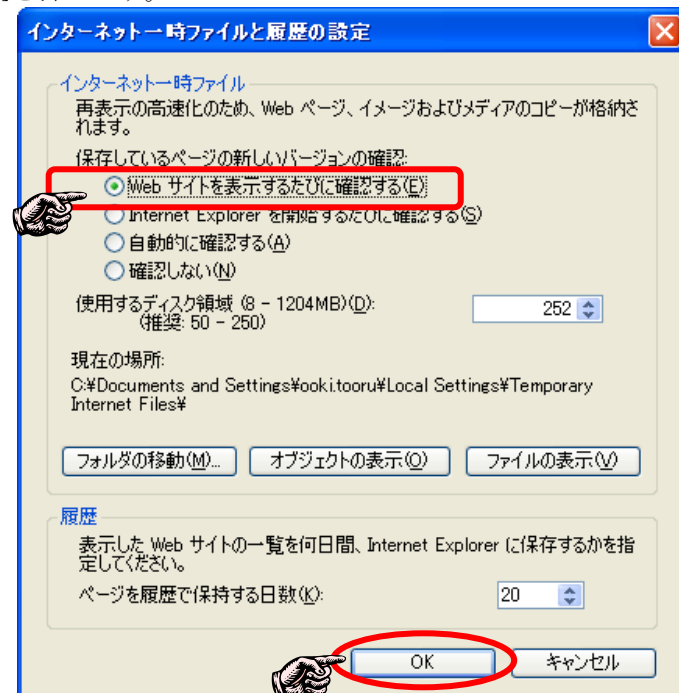 インターネット一時ファイルと履歴の設定
インターネット一時ファイル
再表示の高速化のため、Web ページ、イメージおよびメディアのコピーが格納さ
れます。
保存しているページの新しいバージョンの確認:
Web サイトを表示するたびに確認する(E)
Internet Explorer を開始するたびに確認する(S)
自動的に確認する(A)
確認しない(N)
使用するディスク領域 (8 - 1204MB)(D):
252
(推奨: 50 - 250)
現在の場所:
C:¥Documents and Settings¥ooki.tooru¥Local Settings¥Temporary
Internet Files¥
フォルダの移動(M)... オブジェクトの表示(O) ファイルの表示(V)
履歴
表示した Web サイトの一覧を何日間、Internet Explorer に保存するかを指
定してください。
ページを履歴で保持する日数(K): 20
OK キャンセル